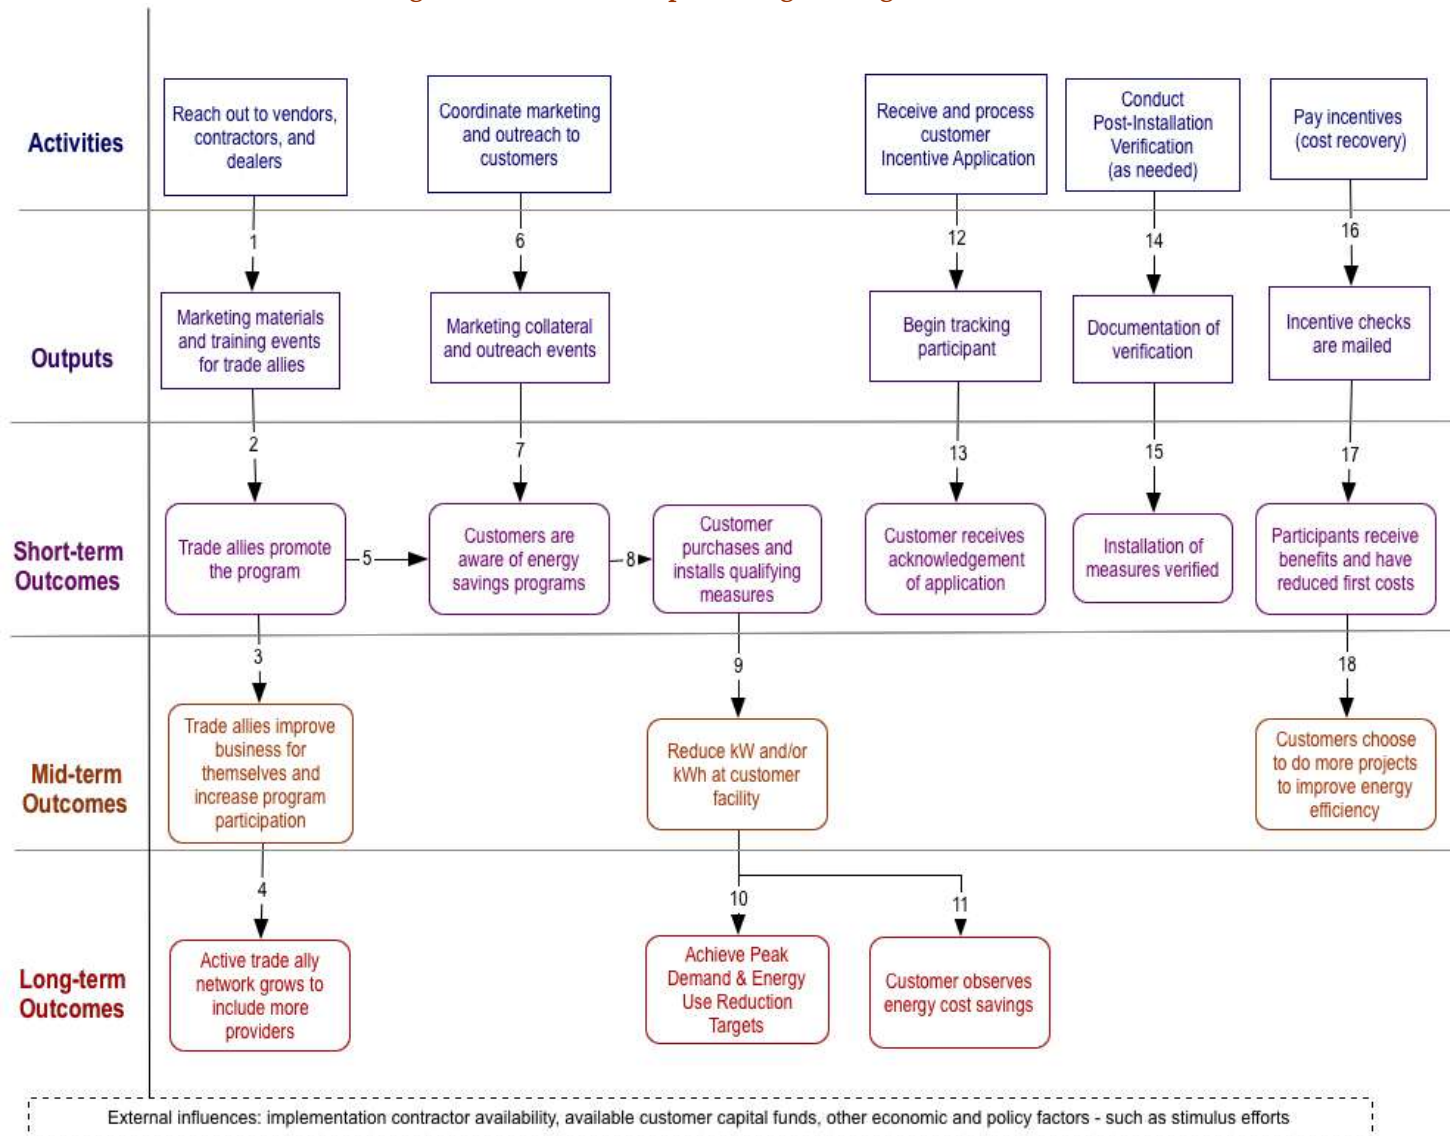 Activities
Reach out to vendors,
contractors, and
dealers
Coordinate marketing
and outreach to
customers
Receive and process
customer
Incentive Application
Conduct
Post-Installation
Verification
(as needed)
Pay incentives
(cost recovery)
1
6
12
14
16
Outputs
Marketing materials
and training events
for trade allies
Marketing collateral
and outreach events
Begin tracking
participant
Documentation of
verification
Incentive checks
are mailed
2
7
13
15
17
Short-term
Outcomes
Trade allies promote
the program
5
Customers are
aware of energy
savings programs
8
Customer
purchases and
installs qualifying
measures
Customer receives
acknowledgement
of application
Installation of
measures verified
Participants receive
benefits and have
reduced first costs
3
9
18
Mid-term
Outcomes
Trade allies improve
business for
themselves and
increase program
participation
Reduce kW and/or
kWh at customer
facility
Customers choose
to do more projects
to improve energy
efficiency
4
10
11
Long-term
Outcomes
Active trade ally
network grows to
include more
providers
Achieve Peak
Demand & Energy
Use Reduction
Targets
Customer observes
energy cost savings
External influences: implementation contractor availability, available customer capital funds, other economic and policy factors - such as stimulus efforts